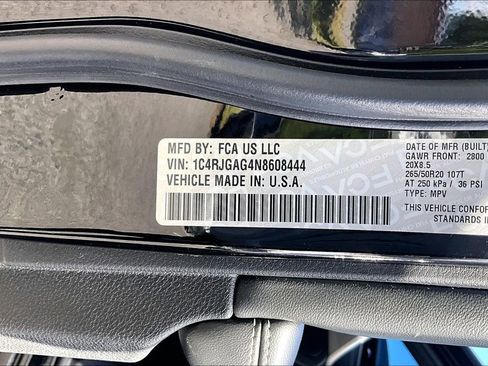 MFD BY: FCA US LLC
VIN: 1C4RJGAG4N8608444
VEHICLE MADE IN: U.S.A.
DATE OF MFR (BUILT)
GAWR FRONT: 2800
20X8.5
265/50R20 107T
AT 250 kPa / 36 PSI
TYPE: MPV
THIS VEHICLE CONFOR
STANDARDS I